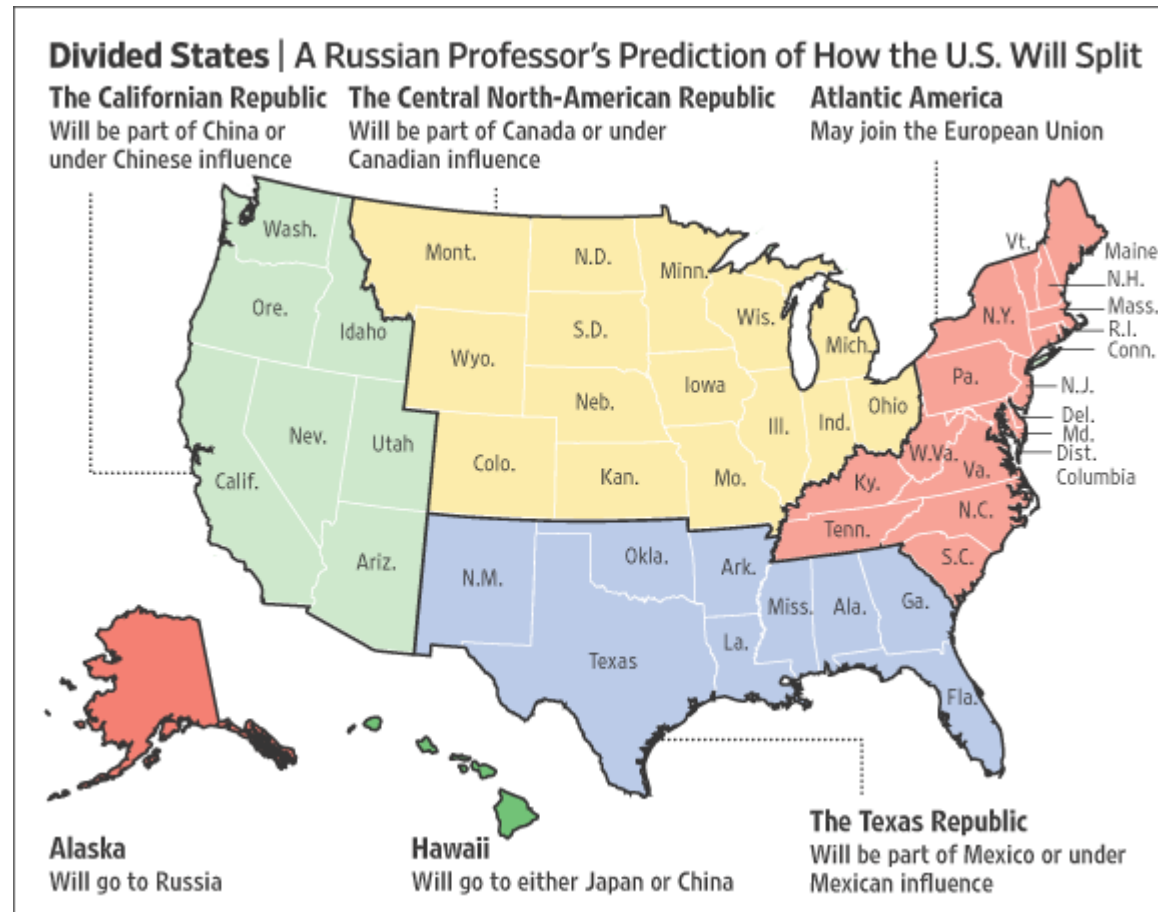 Divided States | A Russian Professor's Prediction of How the U.S. Will Split
The Californian Republic
Will be part of China or
under Chinese influence
The Central North-American Republic
Will be part of Canada or under
Canadian influence
Atlantic America
May join the European Union
Wash.
Ore.
Idaho
Nev.
Utah
Calif.
Ariz.
Mont.
N.D.
Minn.
Wyo.
S.D.
Wis.
Mich.
Iowa
Neb.
Ill.
Ind.
Ohio
Colo.
Kan.
Mo.
Vt.
Maine
N.H.
Mass.
R.I.
Conn.
N.Y.
Pa.
N.J.
Del.
Md.
Dist.
Columbia
W.Va.
Va.
Ky.
N.C.
Tenn.
S.C.
N.M.
Okla.
Ark.
Texas
La.
Miss.
Ala.
Ga.
Fla.
Alaska
Will go to Russia
Hawaii
Will go to either Japan or China
The Texas Republic
Will be part of Mexico or under
Mexican influence